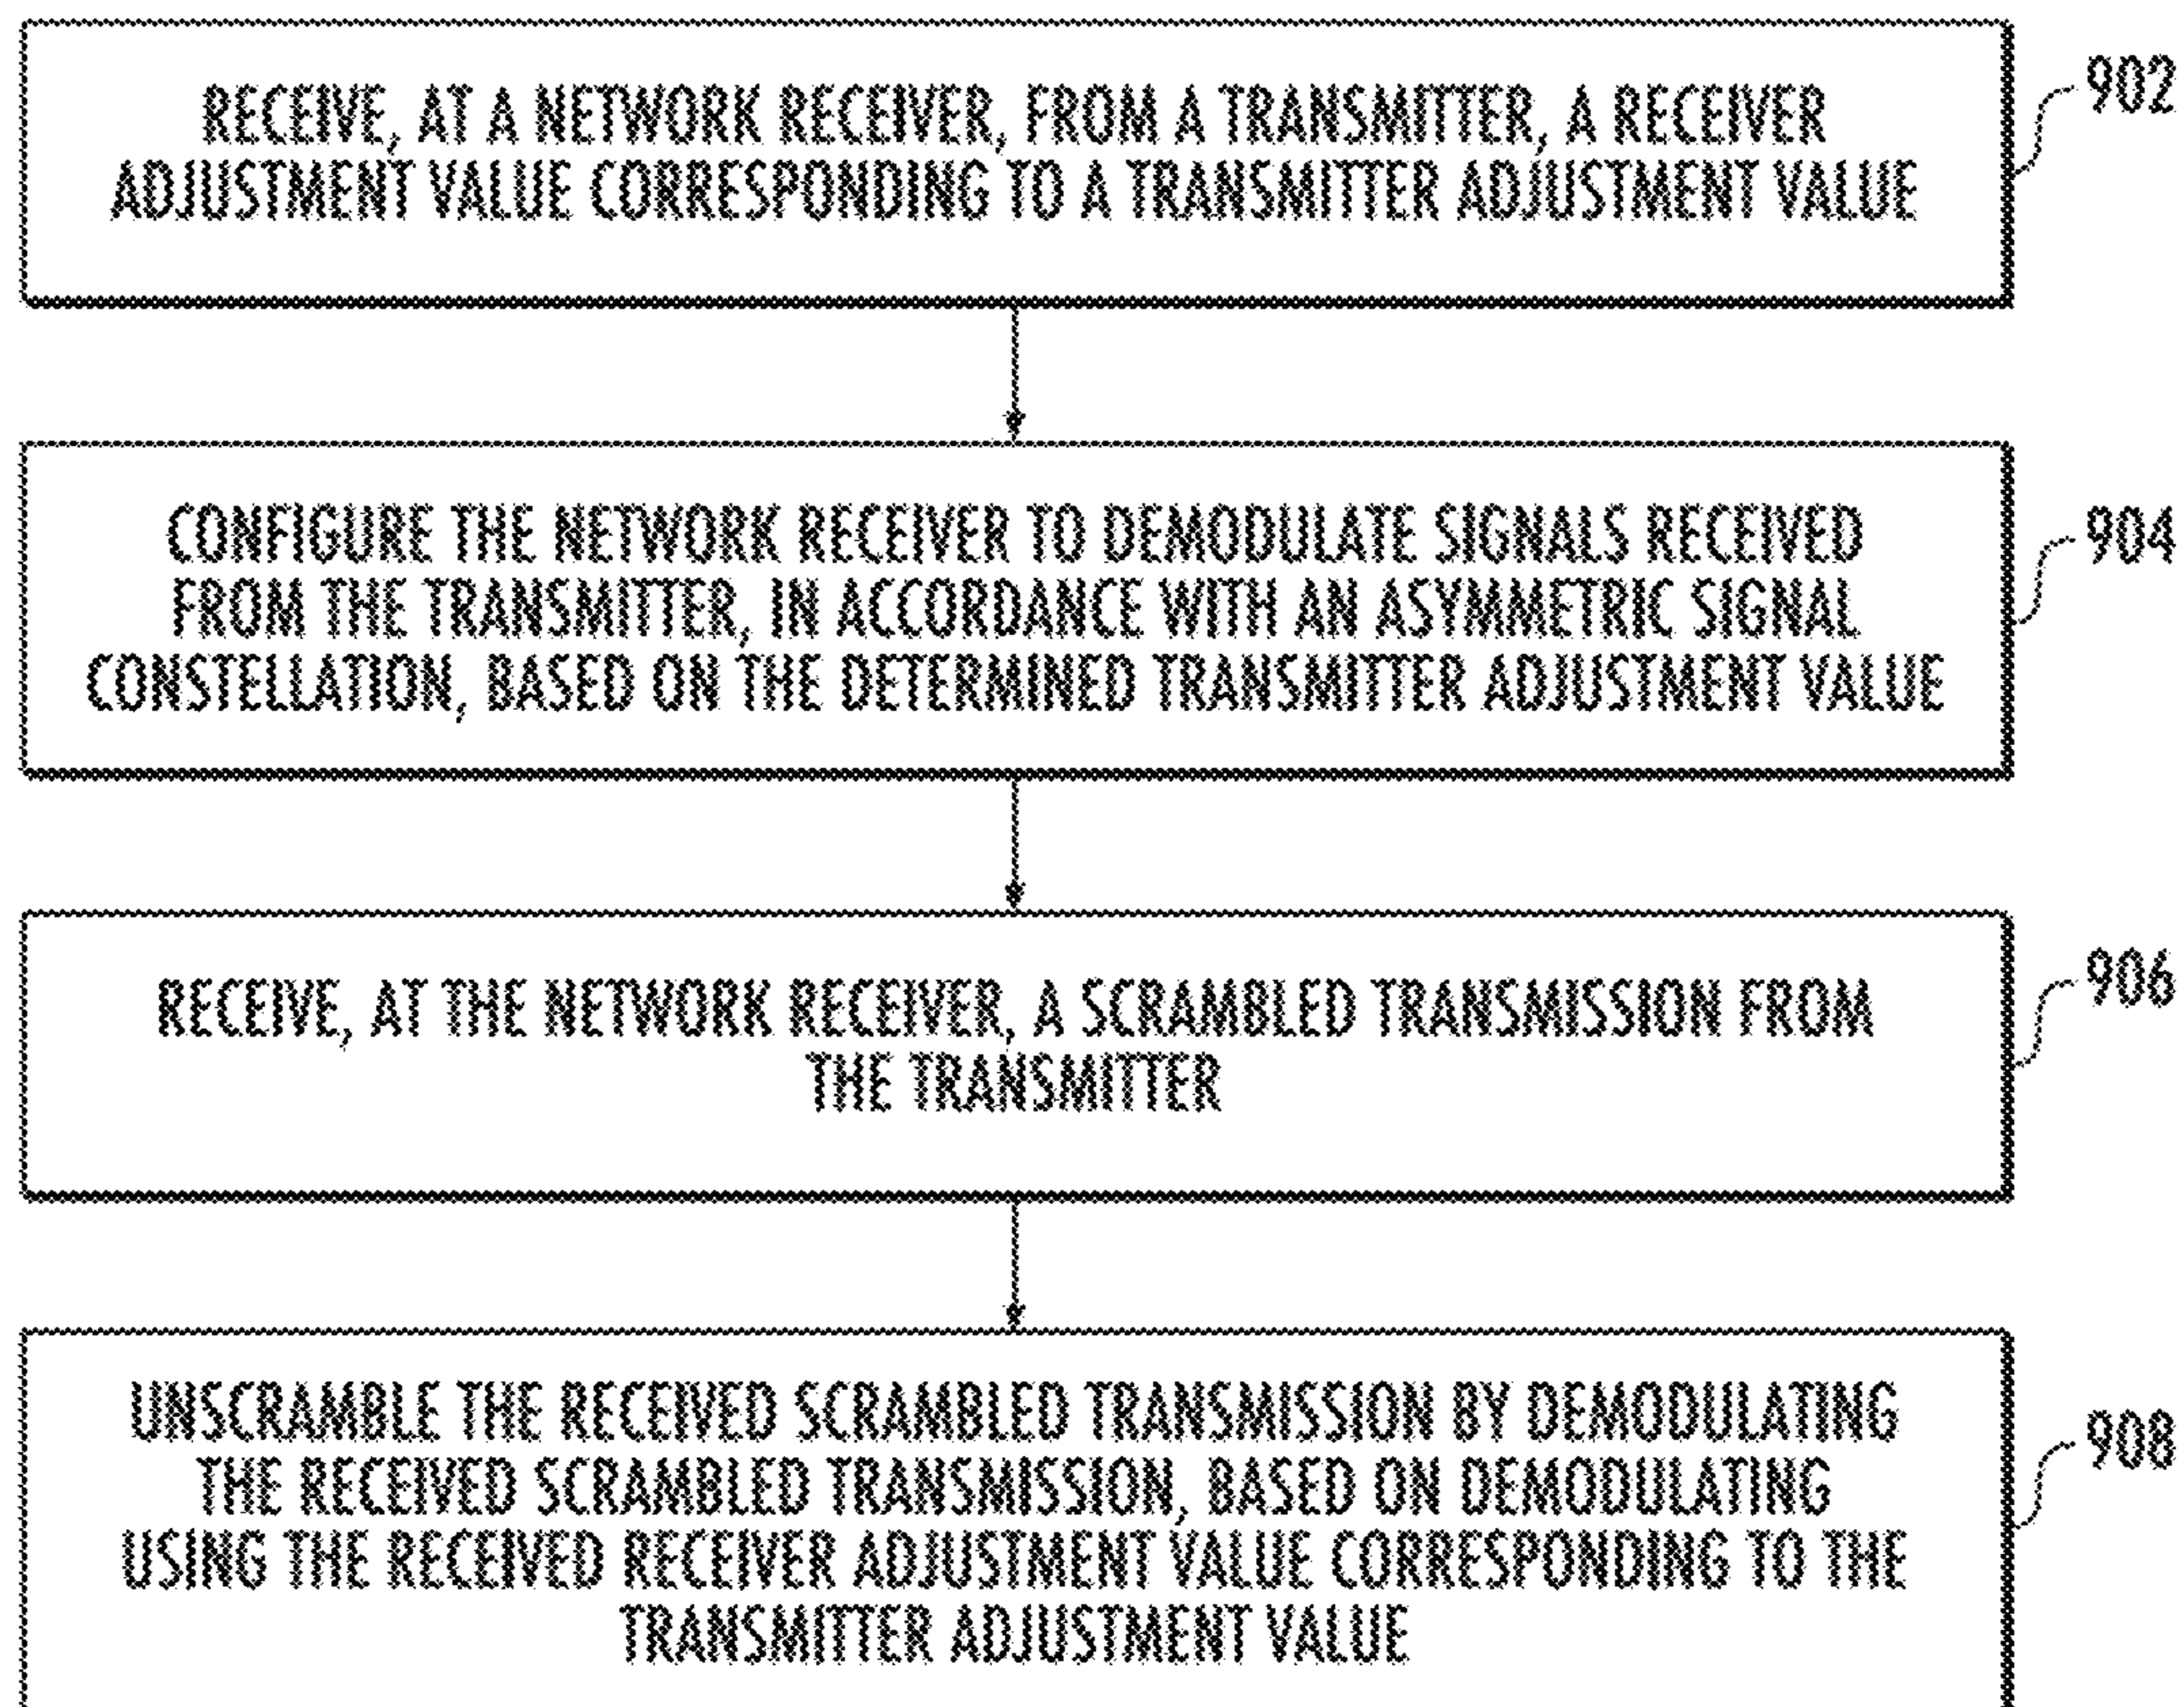 RECEIVE, AT A NETWORK RECEIVER, FROM A TRANSMITTER, A RECEIVER
ADJUSTMENT VALUE CORRESPONDING TO A TRANSMITTER ADJUSTMENT VALUE
902
CONFIGURE THE NETWORK RECEIVER TO DEMODULATE SIGNALS RECEIVED
FROM THE TRANSMITTER, IN ACCORDANCE WITH AN ASYMMETRIC SIGNAL
CONSTELLATION, BASED ON THE DETERMINED TRANSMITTER ADJUSTMENT VALUE
904
RECEIVE, AT THE NETWORK RECEIVER, A SCRAMBLED TRANSMISSION FROM
THE TRANSMITTER
906
UNSCRAMBLE THE RECEIVED SCRAMBLED TRANSMISSION BY DEMODULATING
THE RECEIVED SCRAMBLED TRANSMISSION, BASED ON DEMODULATING
USING THE RECEIVED RECEIVER ADJUSTMENT VALUE CORRESPONDING TO THE
TRANSMITTER ADJUSTMENT VALUE
908